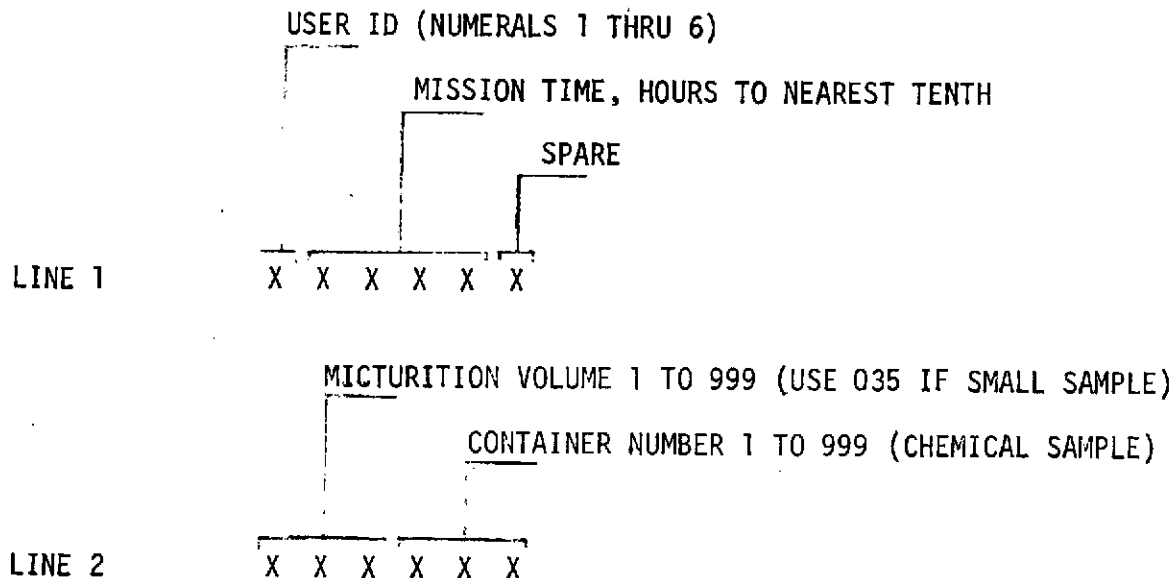 USER ID (NUMERALS 1 THRU 6)
MISSION TIME, HOURS TO NEAREST TENTH
SPARE
LINE 1 X X X X X X
MICTURITION VOLUME 1 TO 999 (USE 035 IF SMALL SAMPLE)
CONTAINER NUMBER 1 TO 999 (CHEMICAL SAMPLE)
LINE 2 X X X X X X